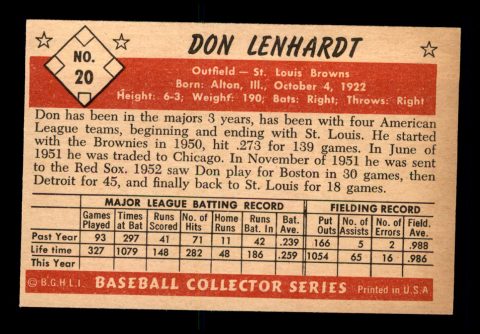 NO.
20
DON LENHARDT
Outfield — St. Louis Browns
Born: Alton, Ill., October 4, 1922
Height: 6-3; Weight: 190; Bats: Right; Throws: Right
Don has been in the majors 3 years, has been with four American
League teams, beginning and ending with St. Louis. He started
with the Brownies in 1950, hit .273 for 139 games. In June of
1951 he was traded to Chicago. In November of 1951 he was sent
to the Red Sox. 1952 saw Don play for Boston in 30 games, then
Detroit for 45, and finally back to St. Louis for 18 games.
MAJOR LEAGUE BATTING RECORD FIELDING RECORD
Games Played Times at Bat Runs Scored No. of Hits Home Runs Runs Bat. In Bat. Ave. Put Outs No. of Assists No. of Errors Field. Ave.
Past Year 93 297 41 71 11 42 .239 166 5 2 .988
Life time 327 1079 148 282 48 186 .259 1054 65 16 .986
This Year
© B.G.H.L.I. BASEBALL COLLECTOR SERIES Printed in U.S.A.